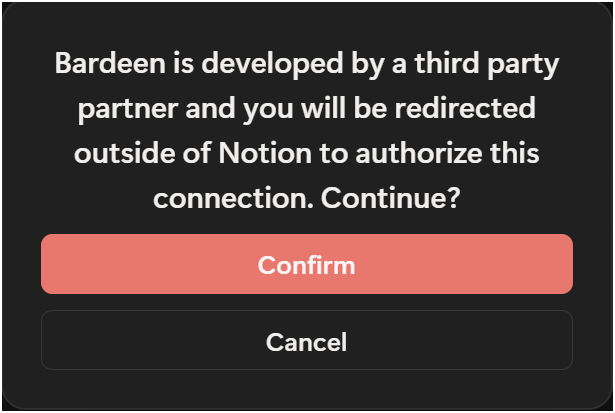 Bardeen is developed by a third party
partner and you will be redirected
outside of Notion to authorize this
connection. Continue?
Confirm
Cancel